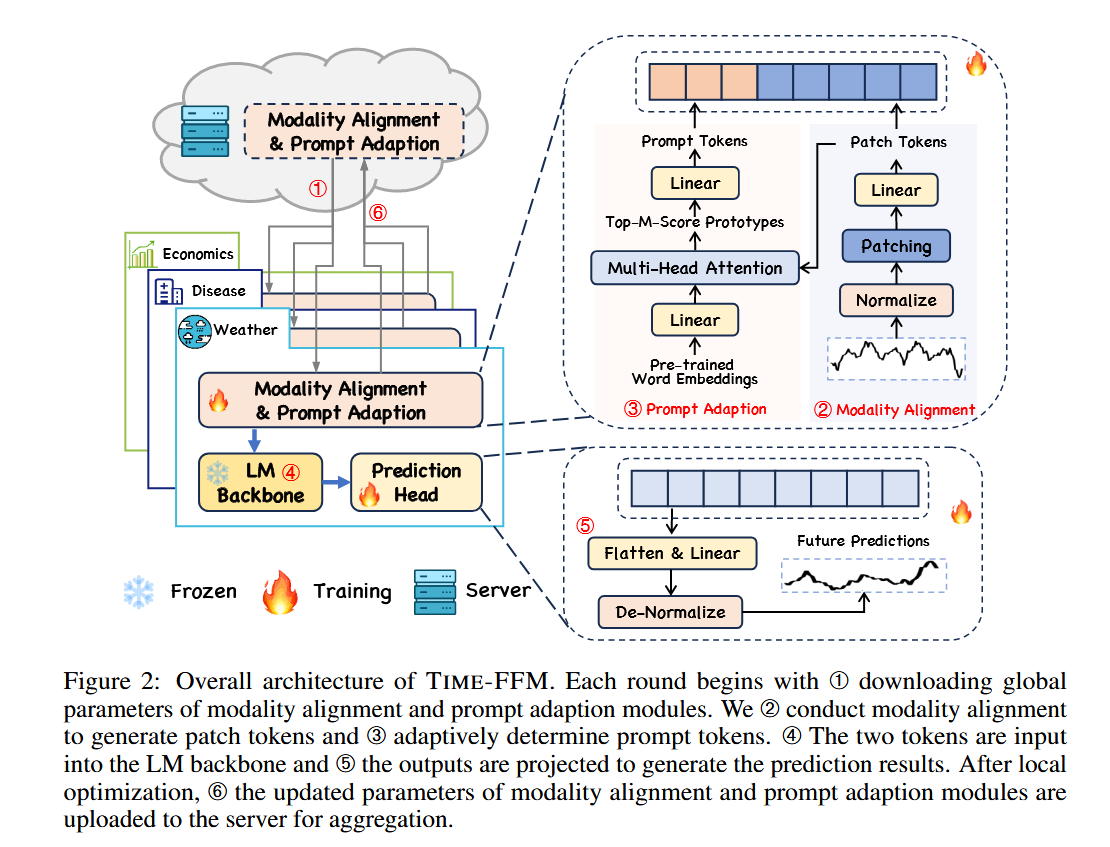 Modality Alignment
& Prompt Adaption
①
⑥
Economics
Disease
Weather
Modality Alignment
& Prompt Adaption
LM ④
Backbone
Prediction
Head
Frozen
Training
Server
Prompt Tokens
Patch Tokens
Linear
Linear
Top-M-Score Prototypes
Patching
Multi-Head Attention
Normalize
Linear
Pre-trained
Word Embeddings
③ Prompt Adaption
② Modality Alignment
⑤
Flatten & Linear
Future Predictions
De-Normalize
Figure 2: Overall architecture of TIME-FFM. Each round begins with ① downloading global
parameters of modality alignment and prompt adaption modules. We ② conduct modality alignment
to generate patch tokens and ③ adaptively determine prompt tokens. ④ The two tokens are input
into the LM backbone and ⑤ the outputs are projected to generate the prediction results. After local
optimization, ⑥ the updated parameters of modality alignment and prompt adaption modules are
uploaded to the server for aggregation.